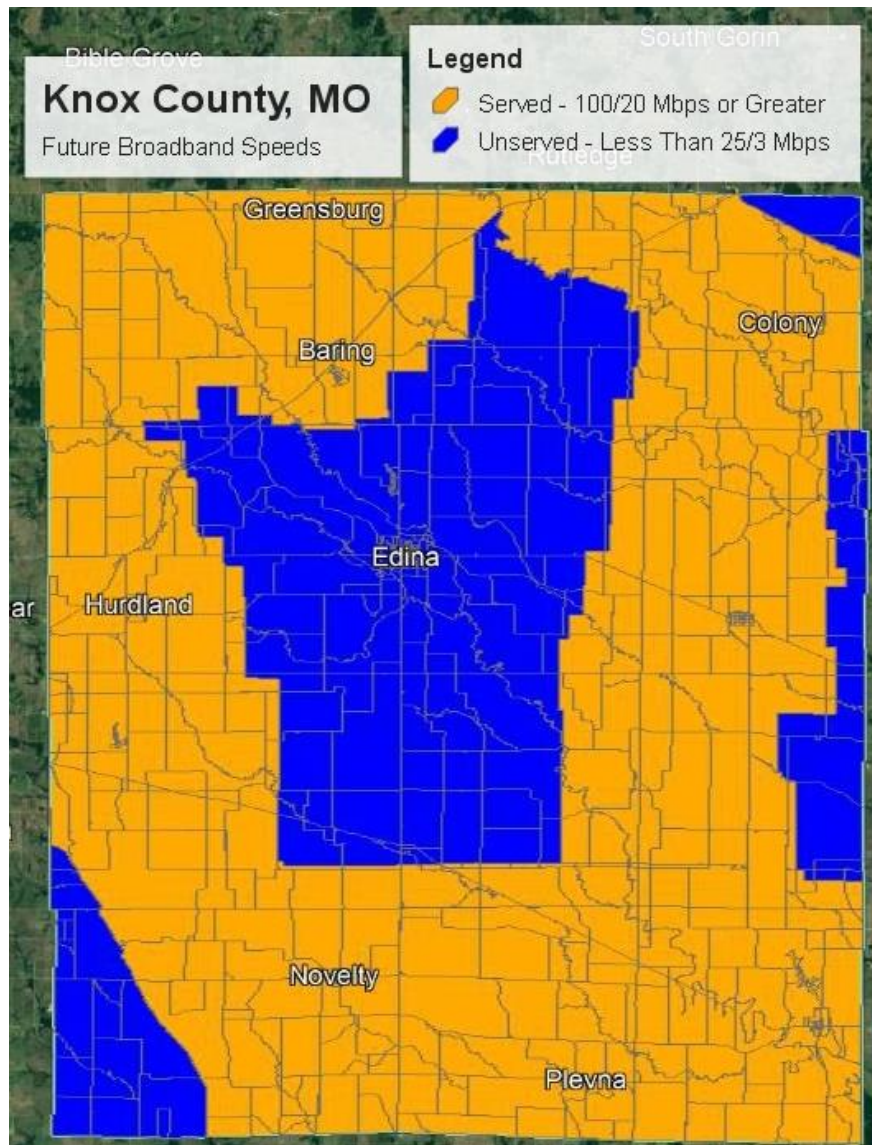 Bible Grove
South Gorin
Knox County, MO
Future Broadband Speeds
Legend
Served - 100/20 Mbps or Greater
Unserved - Less Than 25/3 Mbps
Rutledge
Greensburg
Colony
Baring
Edina
ar
Hurdland
Novelty
Plevna